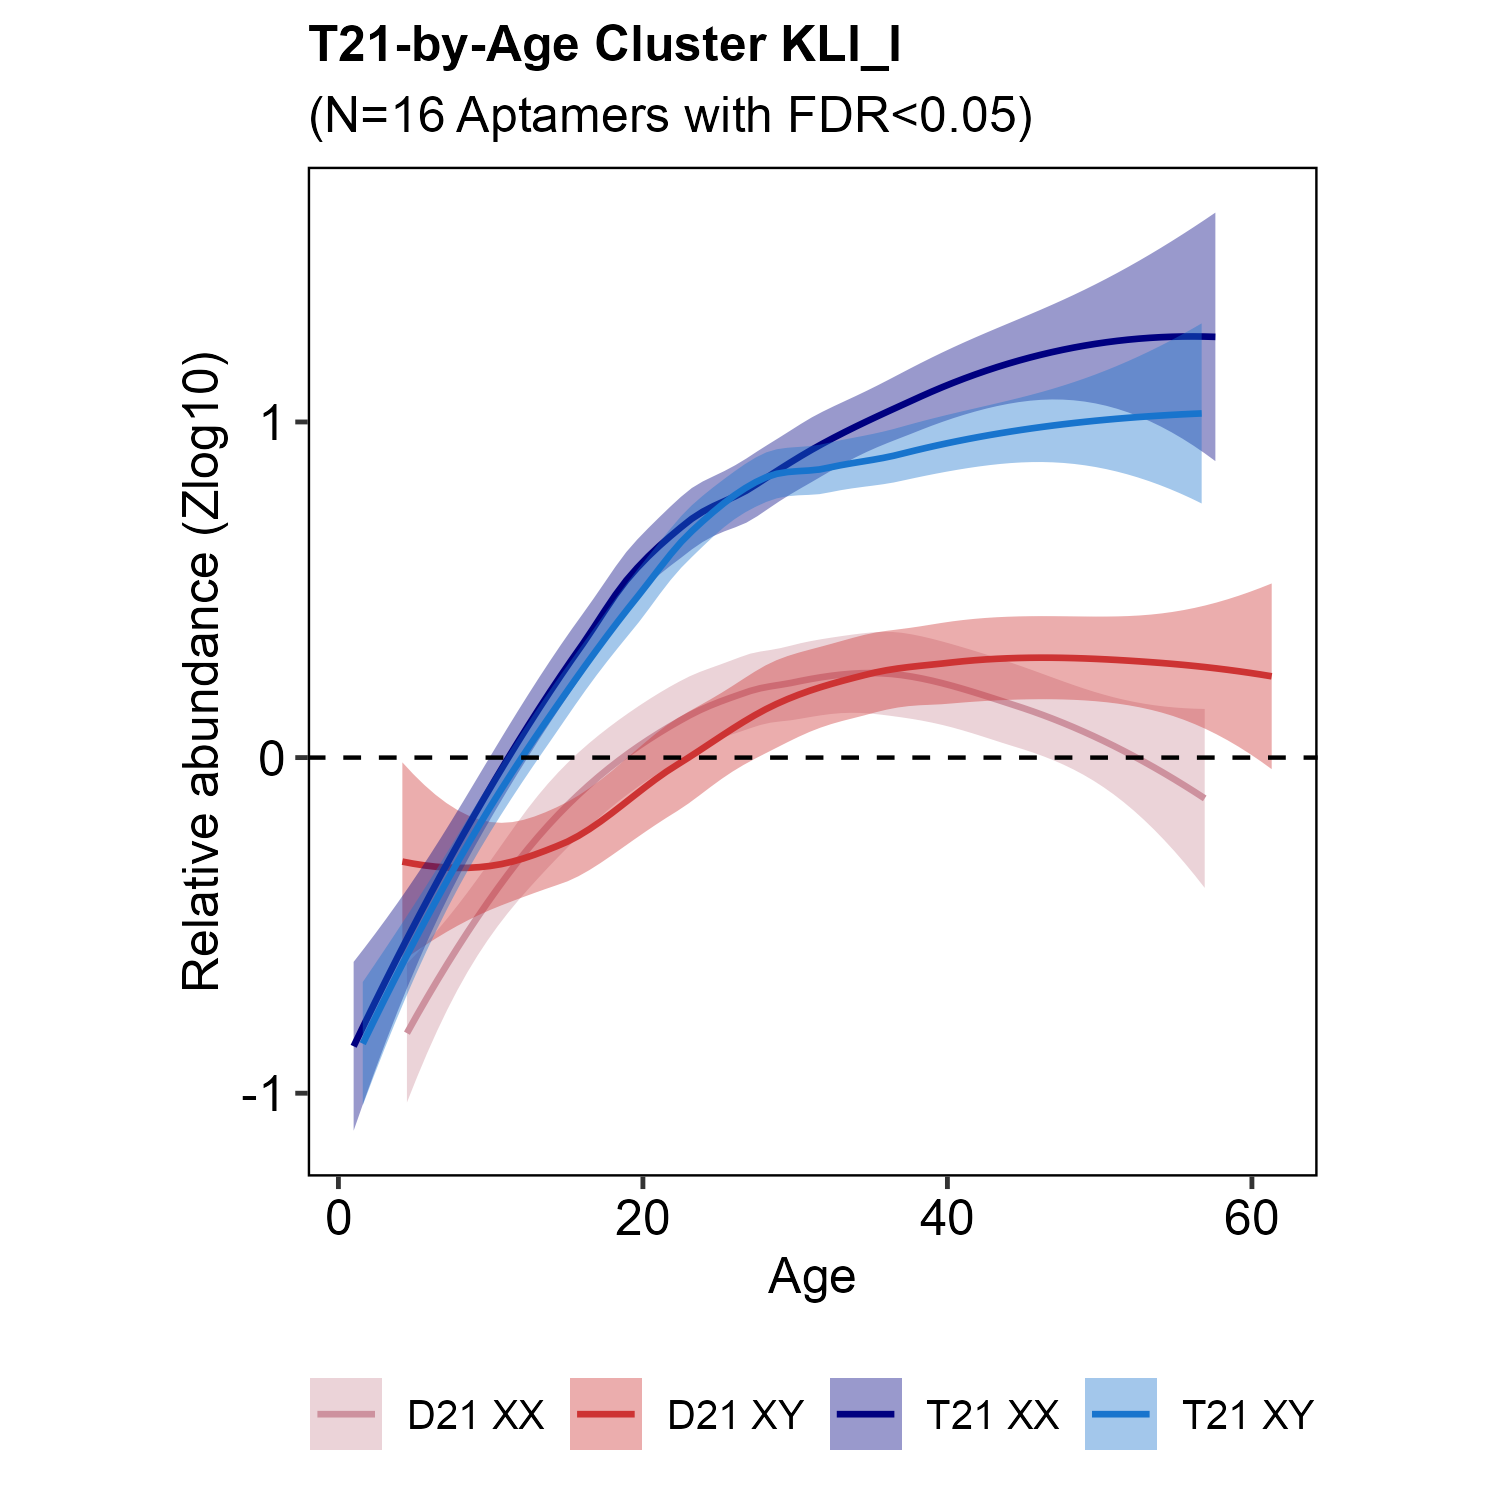 T21-by-Age Cluster KLI_I
(N=16 Aptamers with FDR<0.05)
Relative abundance (Zlog10)
1
0
-1
0 20 40 60
Age
D21 XX D21 XY T21 XX T21 XY